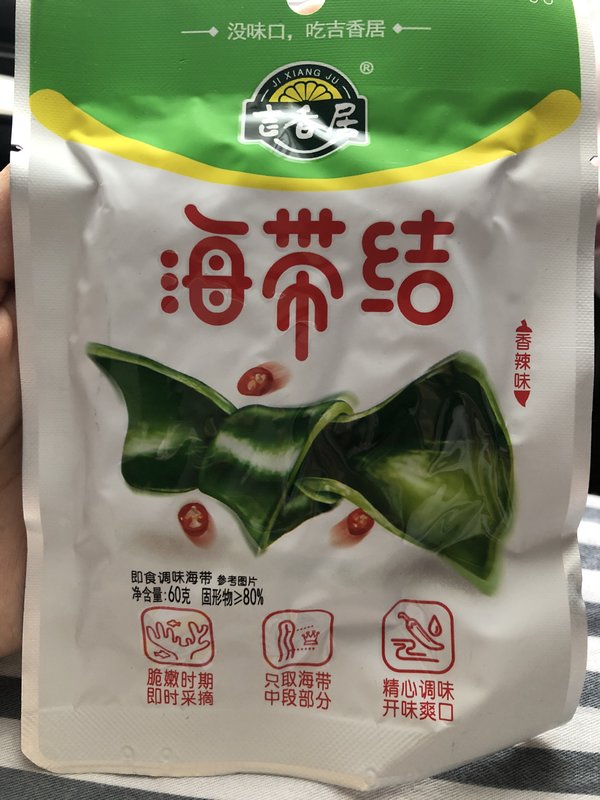 没味口，吃吉香居
JI XIANG JU
®
吉香居
海带结
香辣味
即食调味海带 参考图片
净含量:60克 固形物≥80%
脆嫩时期
即时采摘
只取海带
中段部分
精心调味
开味爽口